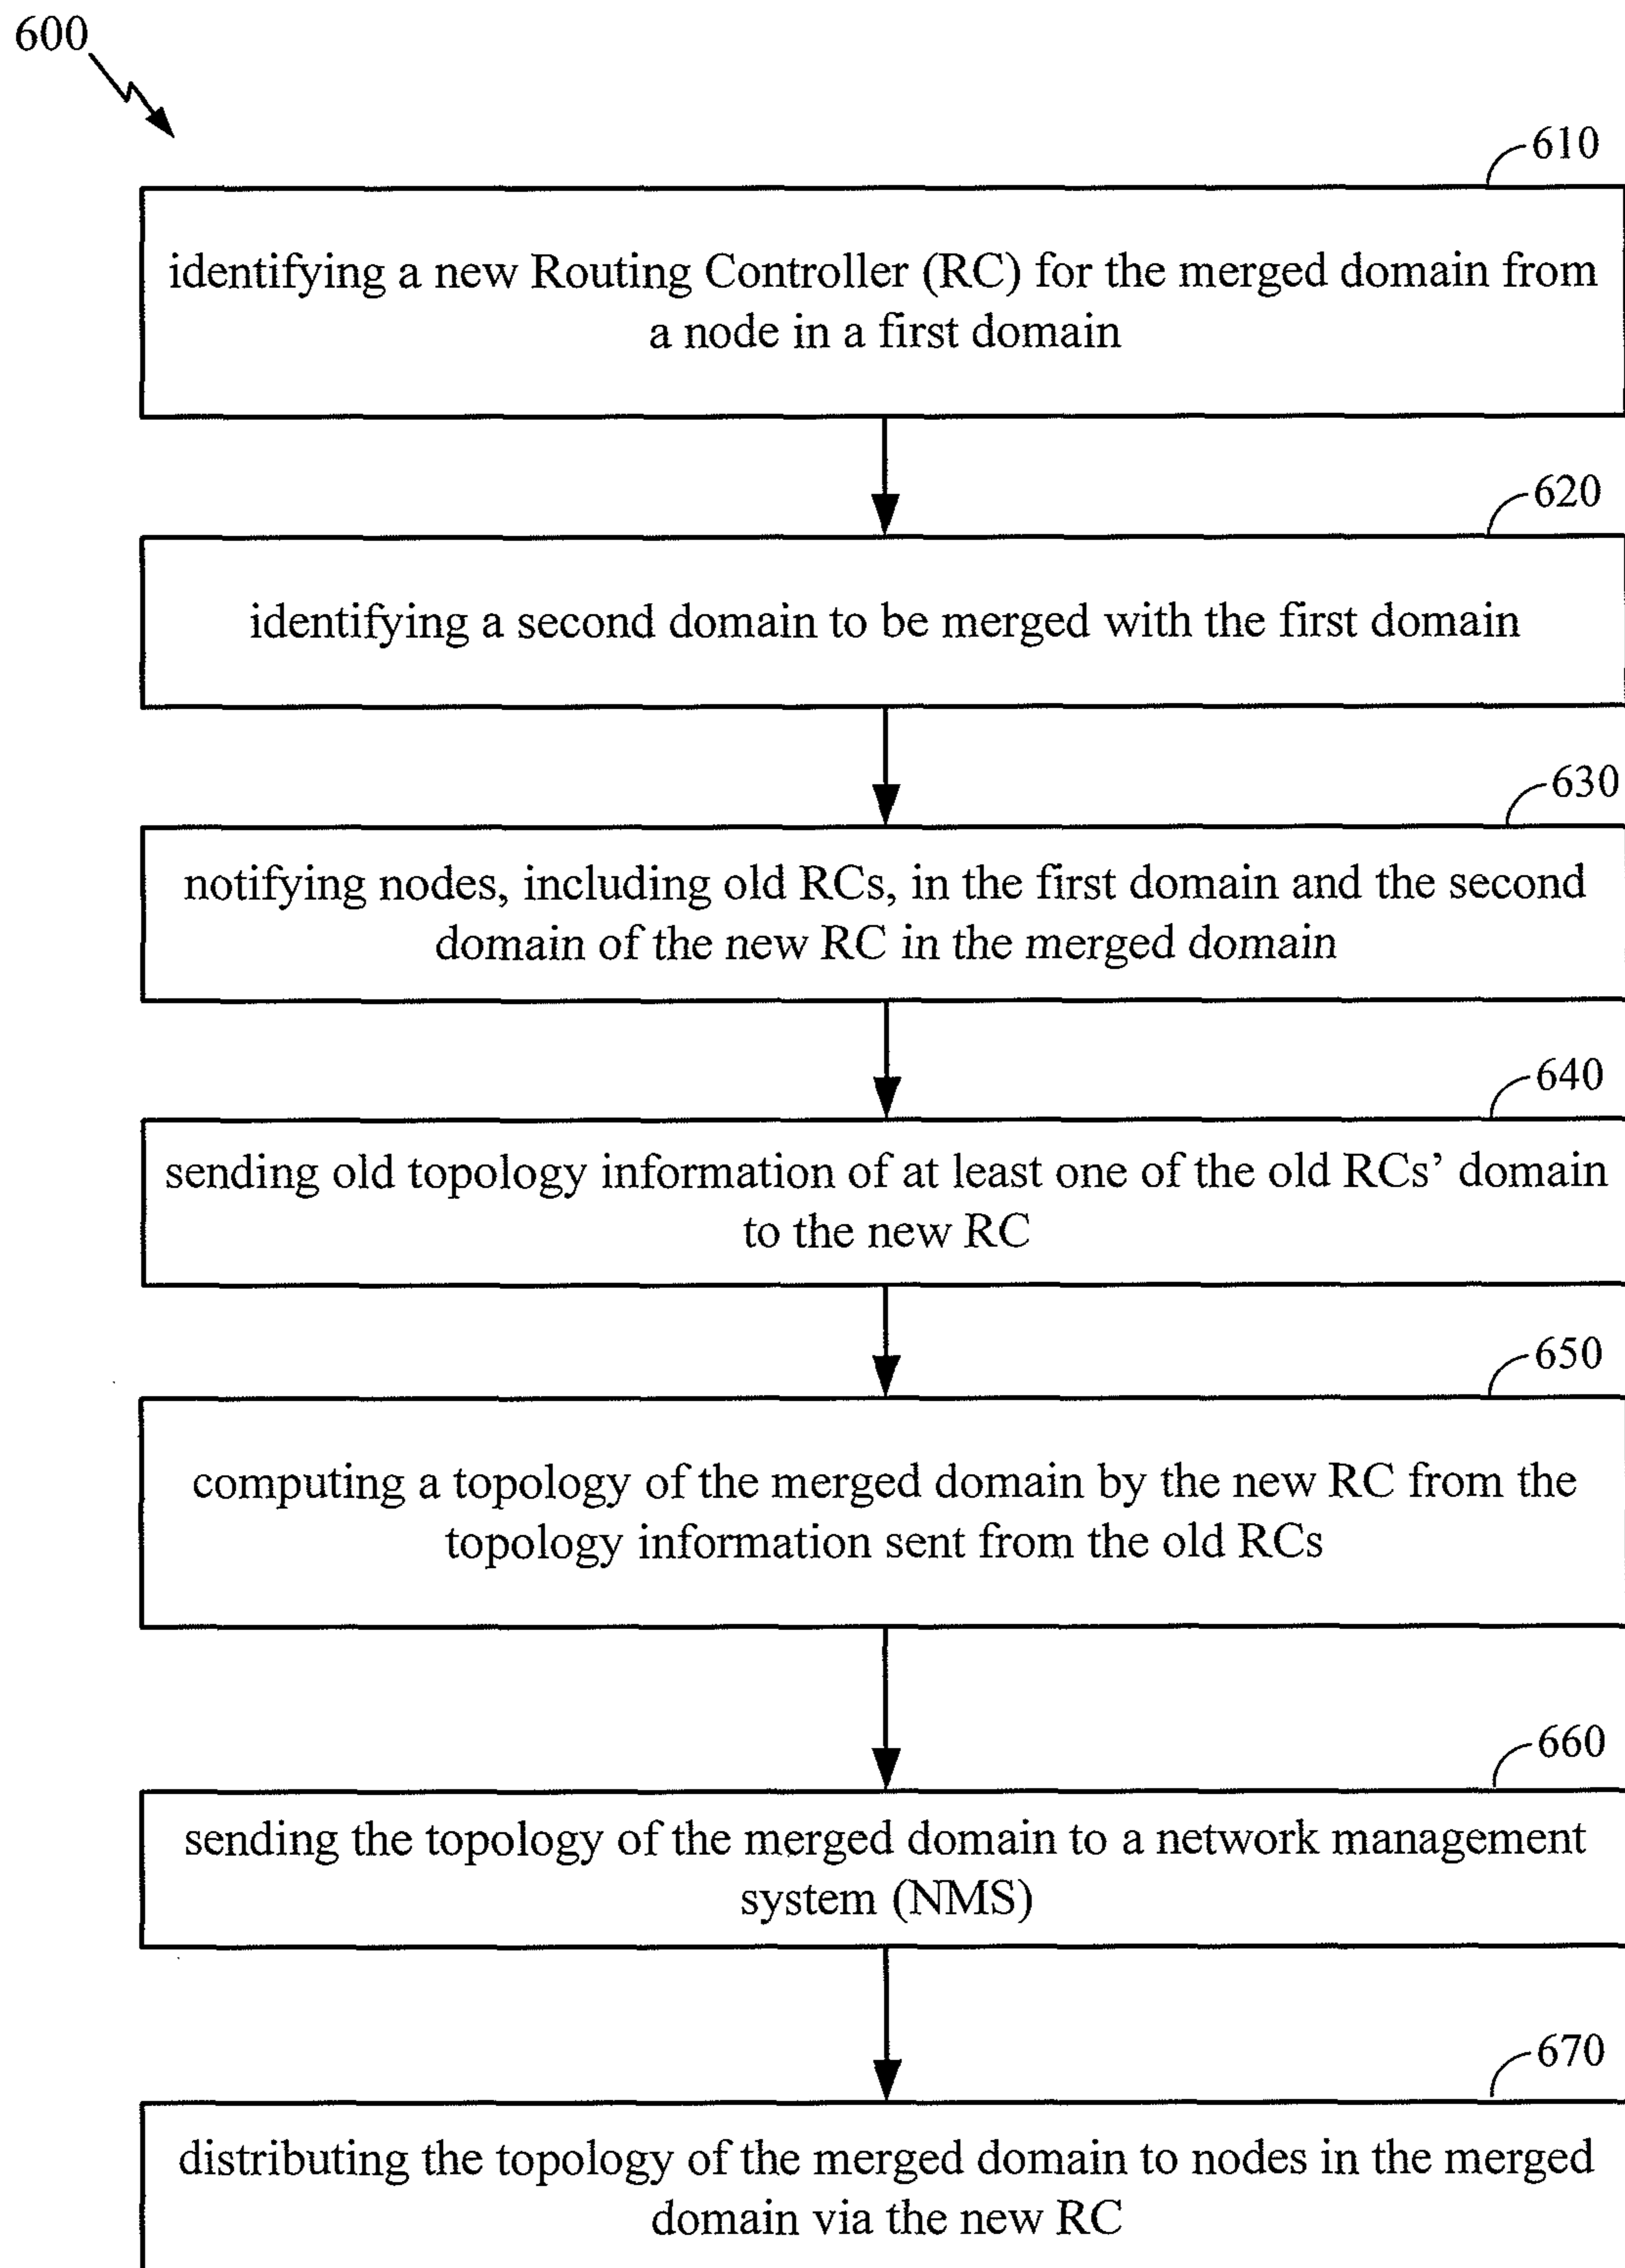 600
610
identifying a new Routing Controller (RC) for the merged domain from
a node in a first domain
620
identifying a second domain to be merged with the first domain
630
notifying nodes, including old RCs, in the first domain and the second
domain of the new RC in the merged domain
640
sending old topology information of at least one of the old RCs’ domain
to the new RC
650
computing a topology of the merged domain by the new RC from the
topology information sent from the old RCs
660
sending the topology of the merged domain to a network management
system (NMS)
670
distributing the topology of the merged domain to nodes in the merged
domain via the new RC